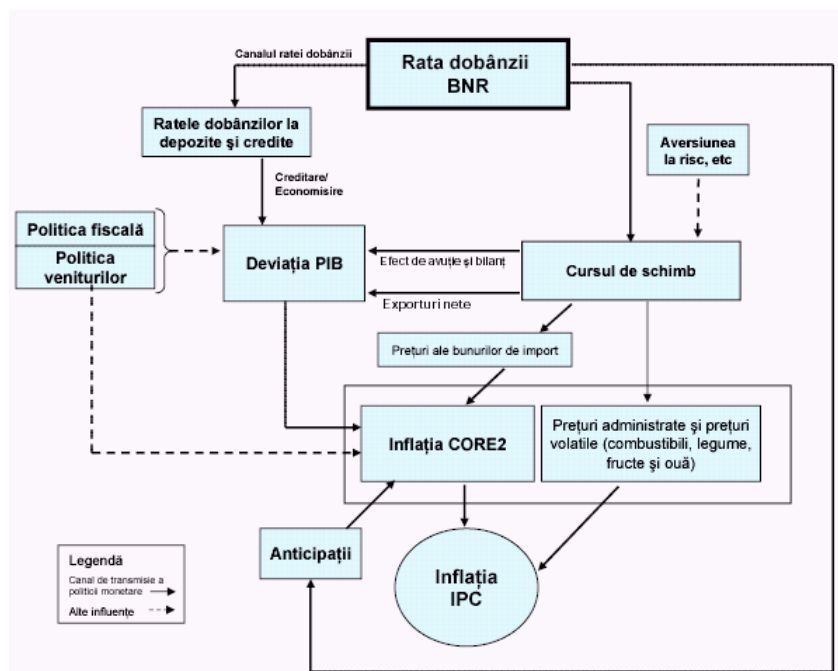 Canalul ratei dobânzii
Rata dobânzii
BNR
Ratele dobânzilor la
depozite şi credite
Aversiunea
la risc, etc
Creditare/
Economisire
Politica fiscală
Politica
veniturilor
Deviația PIB
Efect de avuție și bilanț
Exporturi nete
Cursul de schimb
Prețuri ale bunurilor de import
Inflația CORE2
Prețuri administrate şi prețuri
volatile (combustibili, legume,
fructe şi ouă)
Anticipații
Inflația
IPC
Legendă
Canal de transmisie a
politicii monetare
Alte influențe